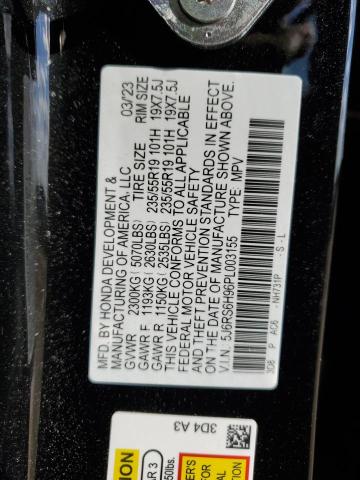 MFD. BY HONDA DEVELOPMENT & 03/23
MANUFACTURING OF AMERICA, LLC
GVWR 2300KG (5070LBS) TIRE SIZE RIM SIZE
GAWR F 1193KG (2630LBS) 235/55R19 101H 19X7.5J
GAWR R 1150KG (2535LBS) 235/55R19 101H 19X7.5J
THIS VEHICLE CONFORMS TO ALL APPLICABLE
FEDERAL MOTOR VEHICLE SAFETY
AND THEFT PREVENTION STANDARDS IN EFFECT
ON THE DATE OF MANUFACTURE SHOWN ABOVE.
V.I.N. 5J6RS6H96PL003155 TYPE: MPV
3D8 P AC6 -NH731P -S -L
3D4 A3